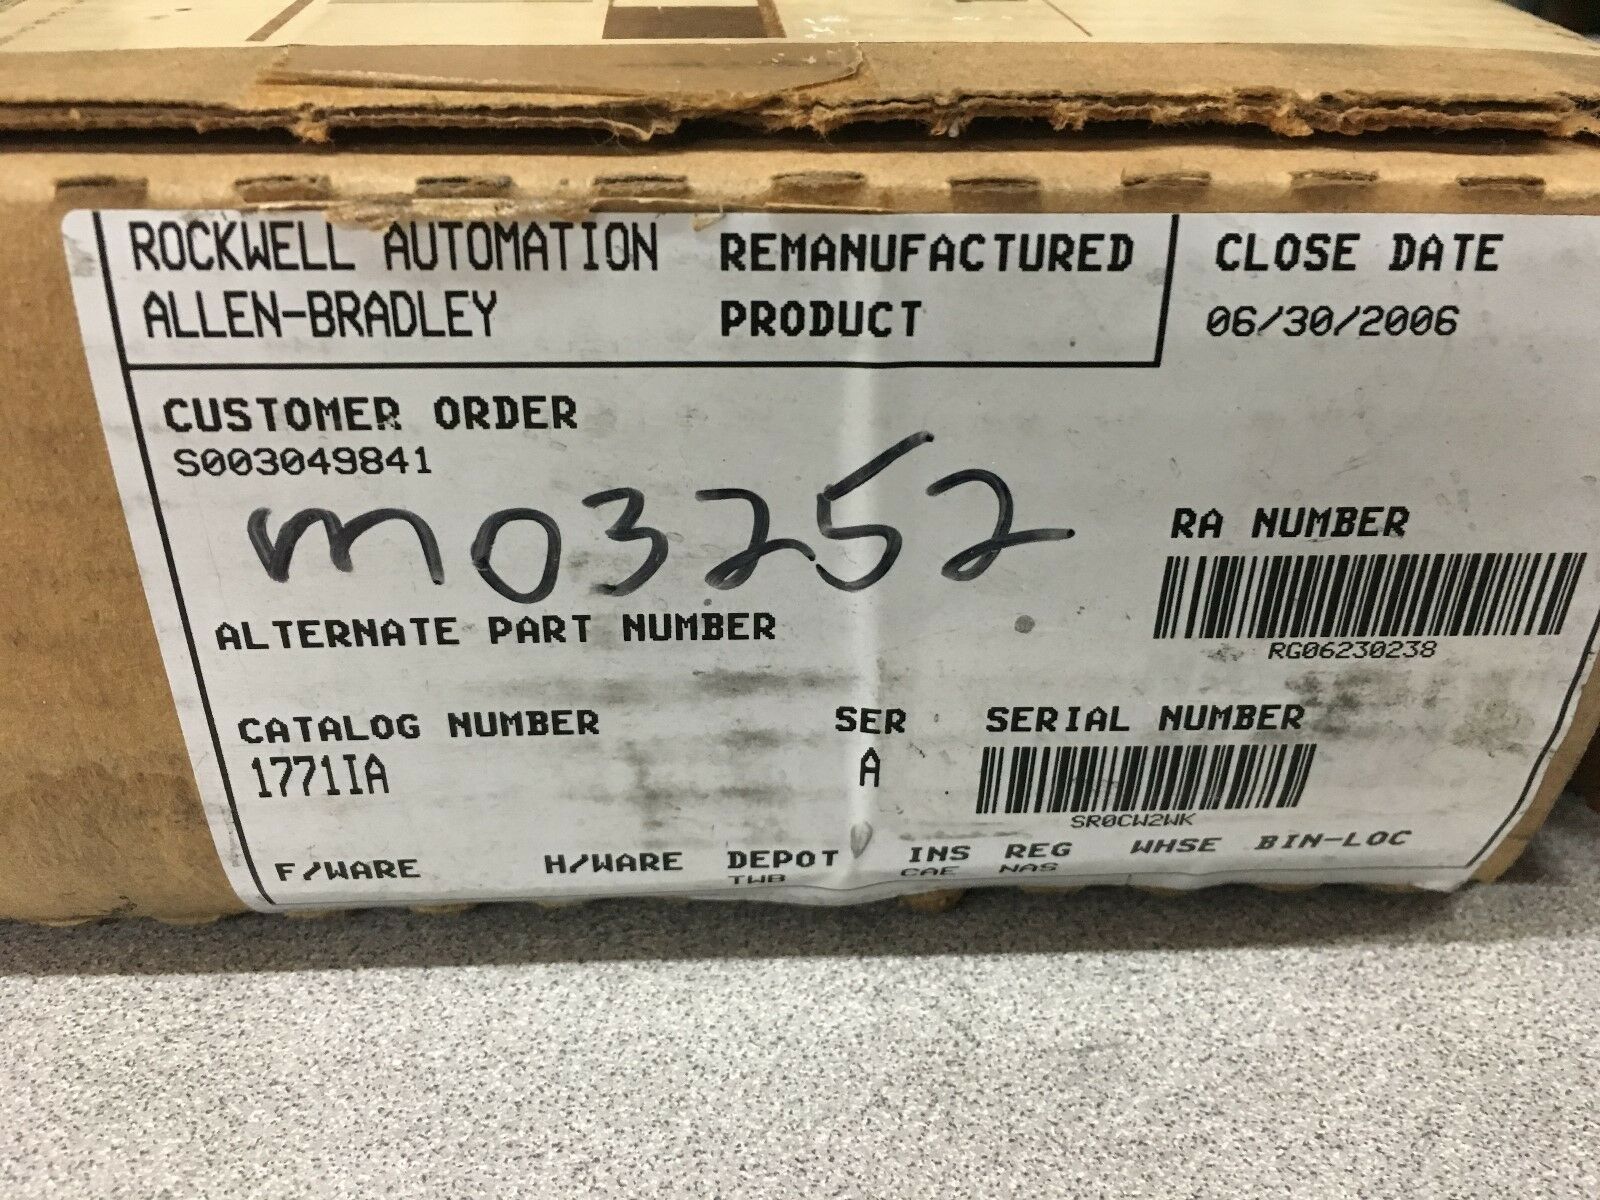 ROCKWELL AUTOMATION REMANUFACTURED CLOSE DATE
ALLEN-BRADLEY PRODUCT 06/30/2006
CUSTOMER ORDER
S003049841
m03252
RA NUMBER
RG06230238
ALTERNATE PART NUMBER
CATALOG NUMBER SER SERIAL NUMBER
1771IA A
SR0CW2WK
F/WARE H/WARE DEPOT INS REG WHSE BIN-LOC
TWB CAE NAS